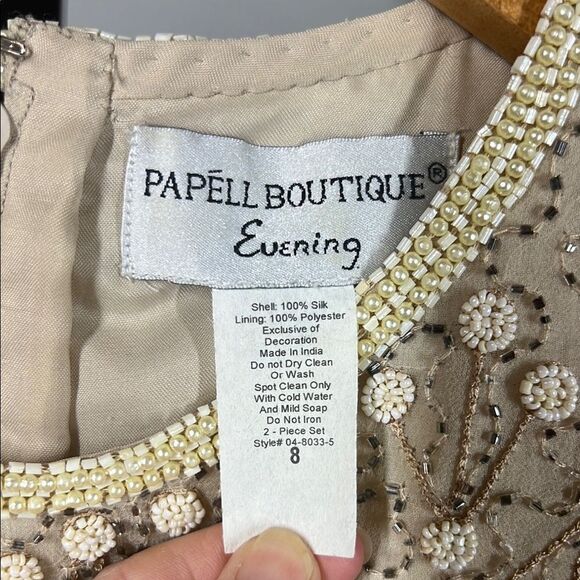 PAPÉLL BOUTIQUE®
Evening
Shell: 100% Silk
Lining: 100% Polyester
Exclusive of
Decoration
Made In India
Do not Dry Clean
Or Wash
Spot Clean Only
With Cold Water
And Mild Soap
Do Not Iron
2 - Piece Set
Style# 04-8033-5
8